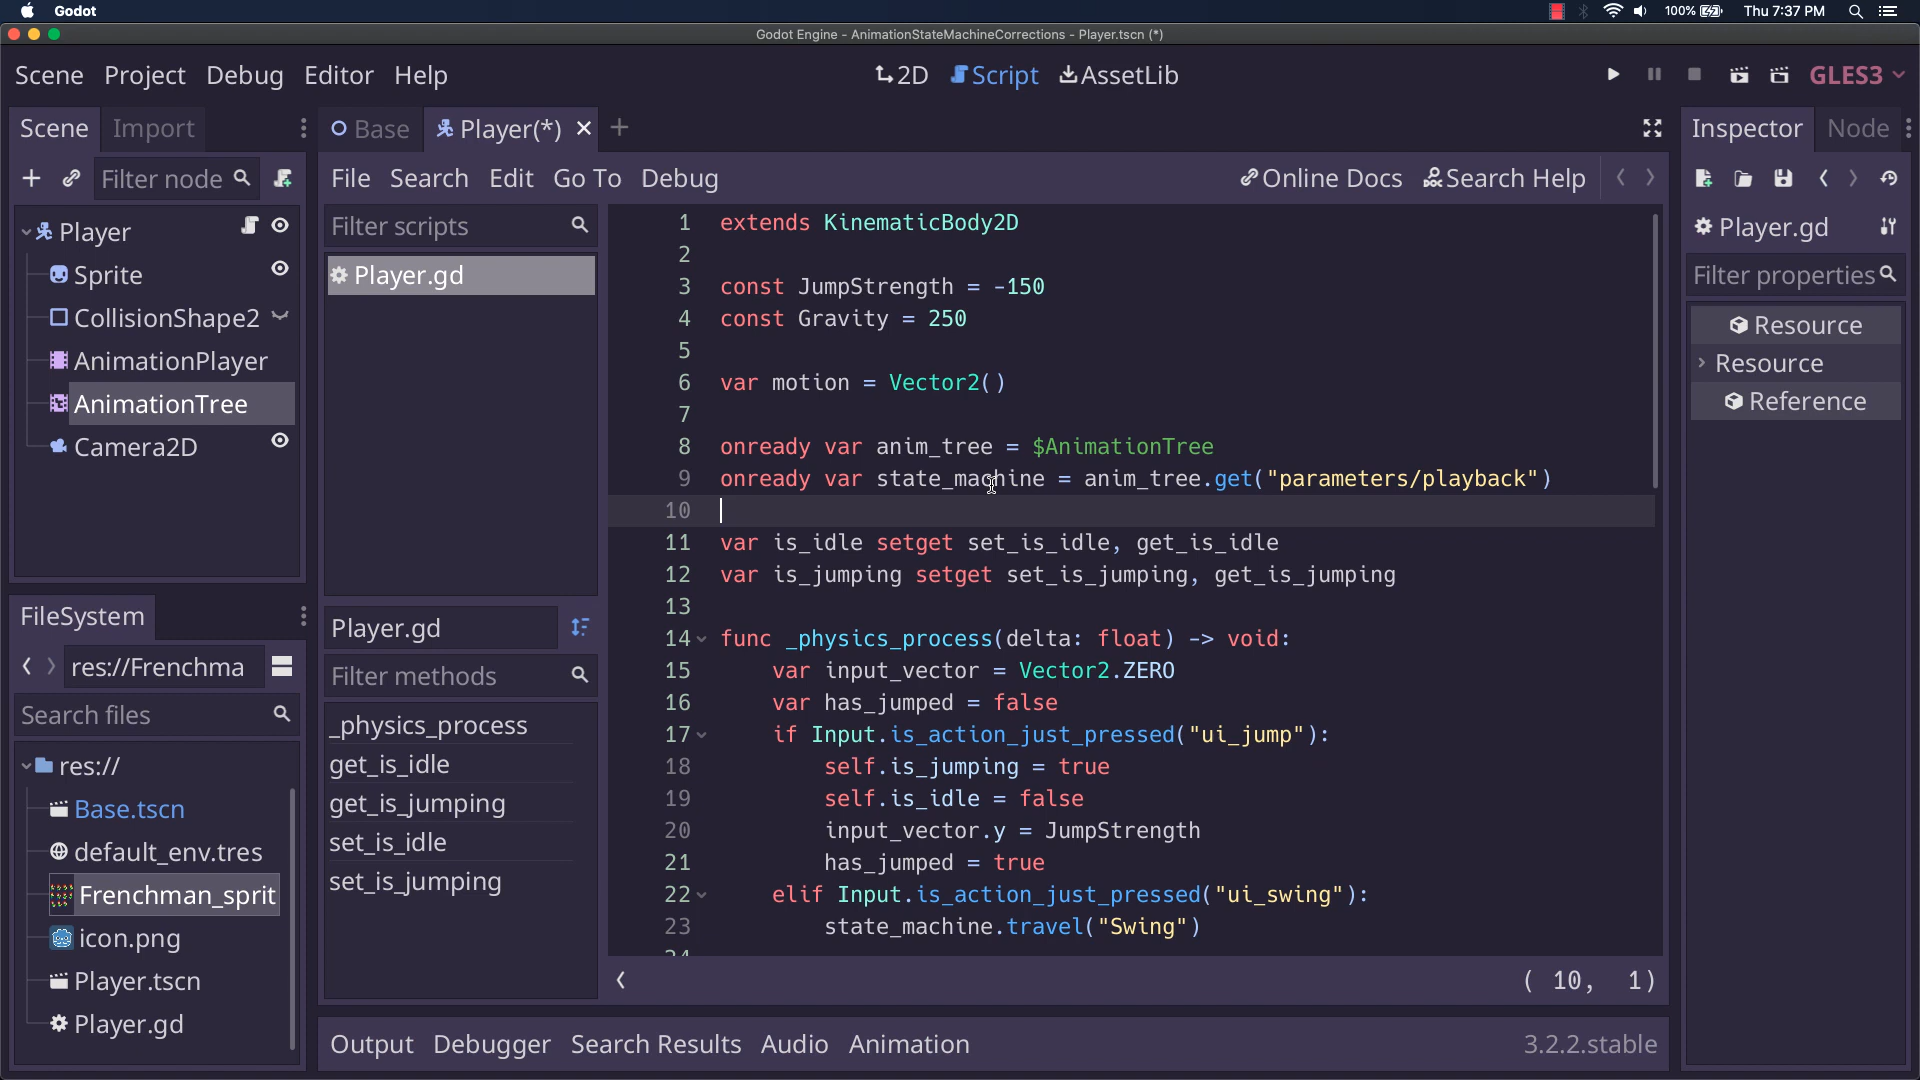 Godot
100%
Thu 7:37 PM
Godot Engine - AnimationStateMachineCorrections - Player.tscn (*)
Scene Project Debug Editor Help
2D Script AssetLib
GLES3
Scene Import
Filter node
Player
Sprite
CollisionShape2
AnimationPlayer
AnimationTree
Camera2D
FileSystem
res://Frenchma
Search files
res://
Base.tscn
default_env.tres
Frenchman_sprit
icon.png
Player.tscn
Player.gd
Base Player(*)
File Search Edit Go To Debug
Online Docs Search Help
Filter scripts
Player.gd
Player.gd
Filter methods
_physics_process
get_is_idle
get_is_jumping
set_is_idle
set_is_jumping
1 extends KinematicBody2D
2
3 const JumpStrength = -150
4 const Gravity = 250
5
6 var motion = Vector2()
7
8 onready var anim_tree = $AnimationTree
9 onready var state_machine = anim_tree.get("parameters/playback")
10
11 var is_idle setget set_is_idle, get_is_idle
12 var is_jumping setget set_is_jumping, get_is_jumping
13
14 func _physics_process(delta: float) -> void:
15 var input_vector = Vector2.ZERO
16 var has_jumped = false
17 if Input.is_action_just_pressed("ui_jump"):
18 self.is_jumping = true
19 self.is_idle = false
20 input_vector.y = JumpStrength
21 has_jumped = true
22 elif Input.is_action_just_pressed("ui_swing"):
23 state_machine.travel("Swing")
24
( 10, 1)
Output Debugger Search Results Audio Animation
3.2.2.stable
Inspector Node
Player.gd
Filter properties
Resource
Resource
Reference